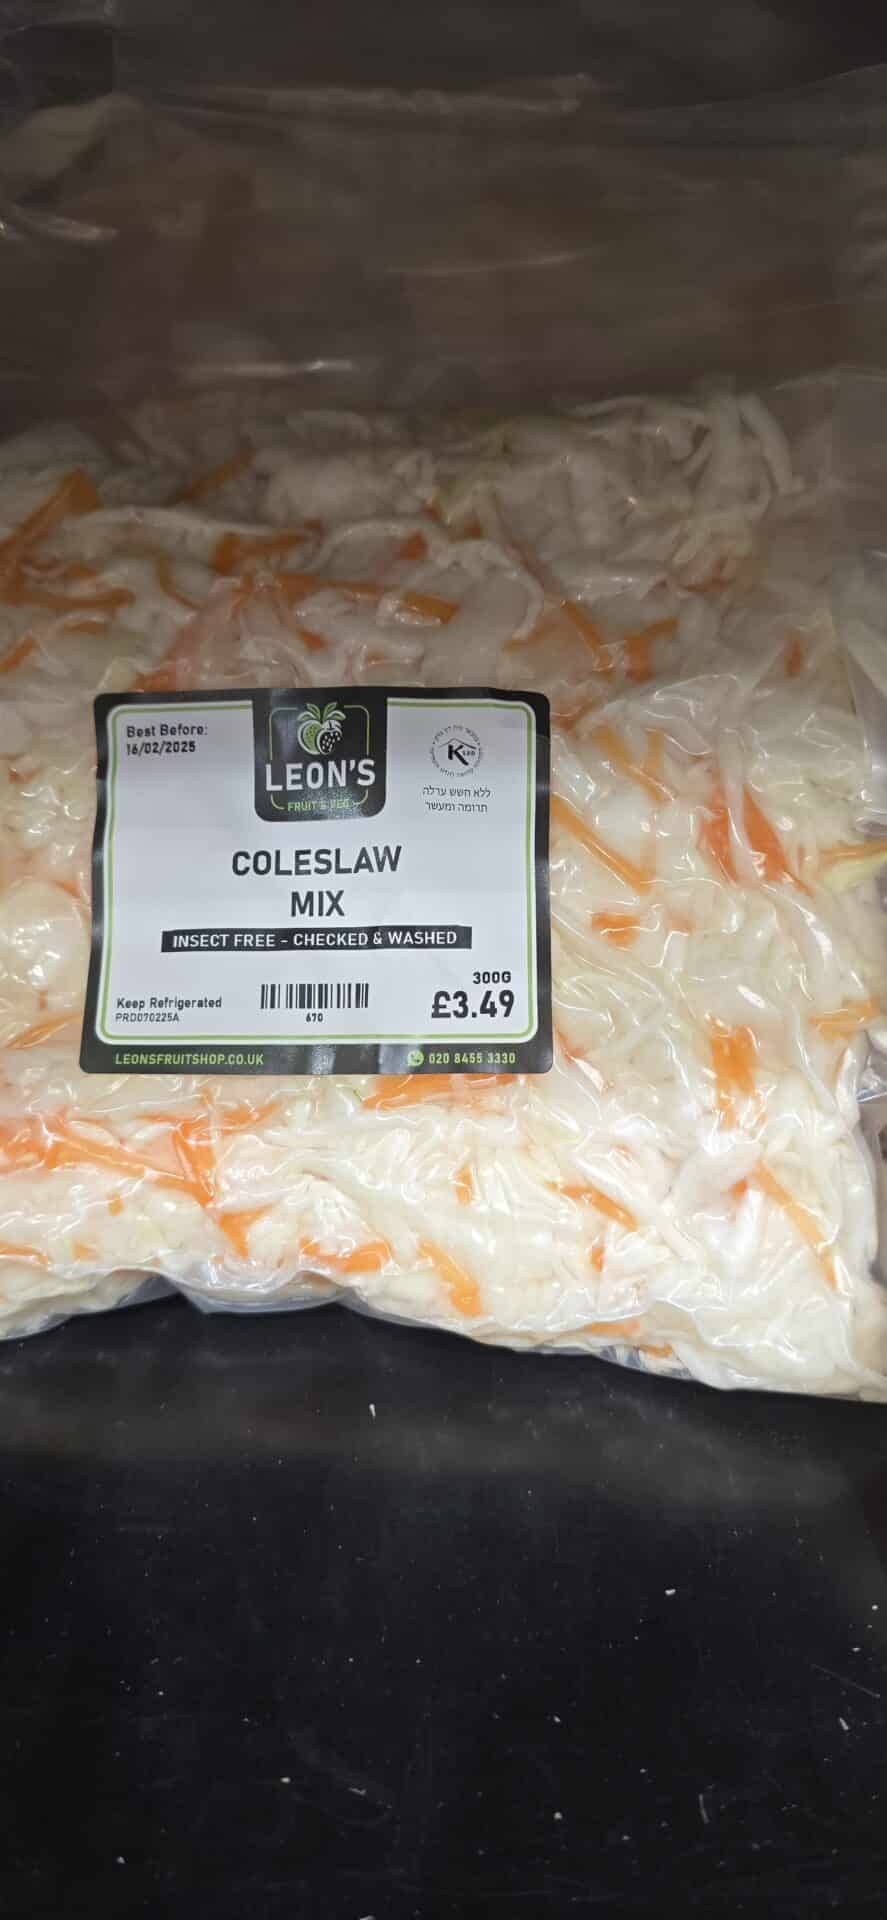 Best Before:
16/02/2025
LEON'S
FRUIT & VEG
K LBD
ללא חשש ערלה
תרומה ומעשר
COLESLAW
MIX
INSECT FREE - CHECKED & WASHED
300G
£3.49
Keep Refrigerated
PRD070225A
670
LEONSFRUITSHOP.CO.UK
020 8455 3330